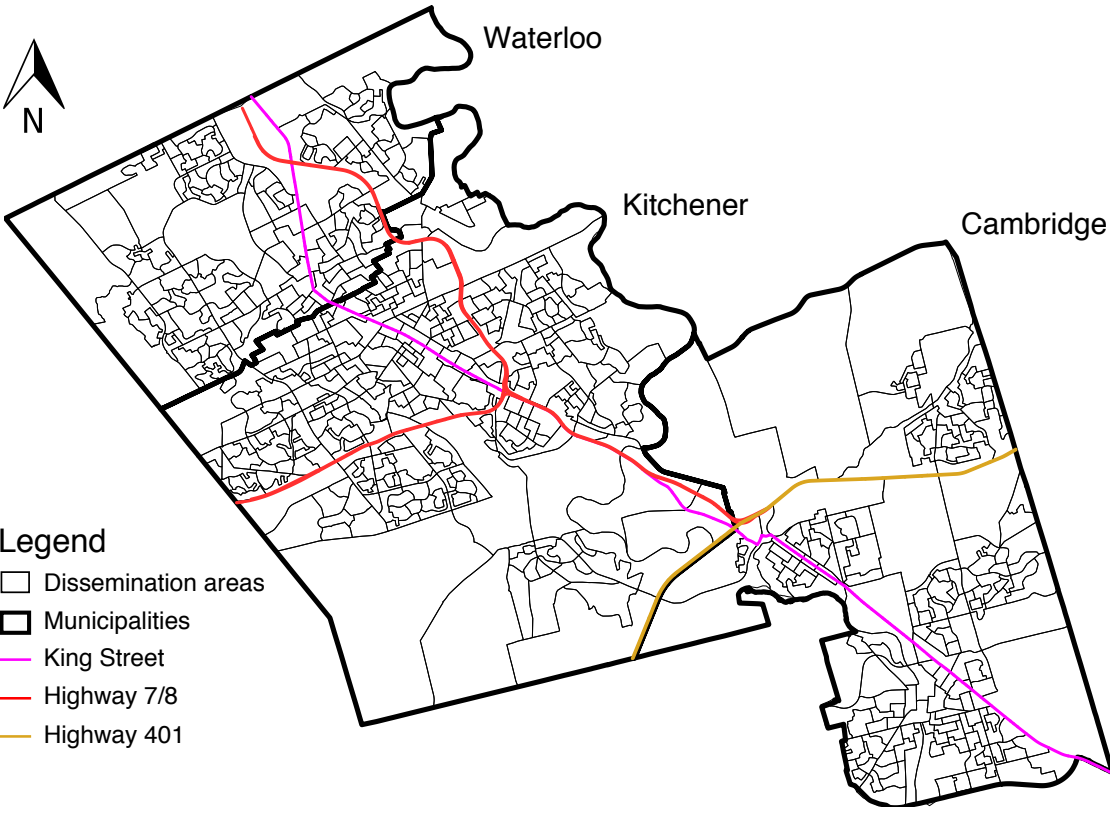 Waterloo
N
Kitchener
Cambridge
Legend
Dissemination areas
Municipalities
King Street
Highway 7/8
Highway 401